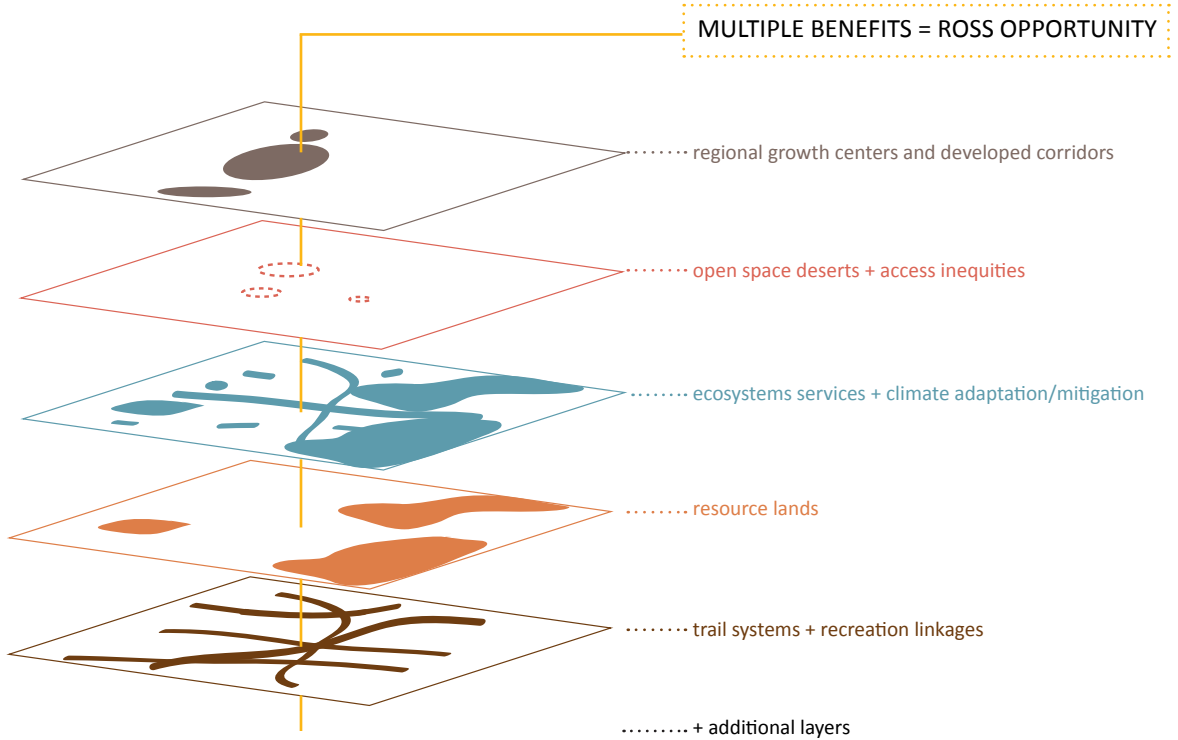 MULTIPLE BENEFITS = ROSS OPPORTUNITY
regional growth centers and developed corridors
open space deserts + access inequities
ecosystems services + climate adaptation/mitigation
resource lands
trail systems + recreation linkages
+ additional layers